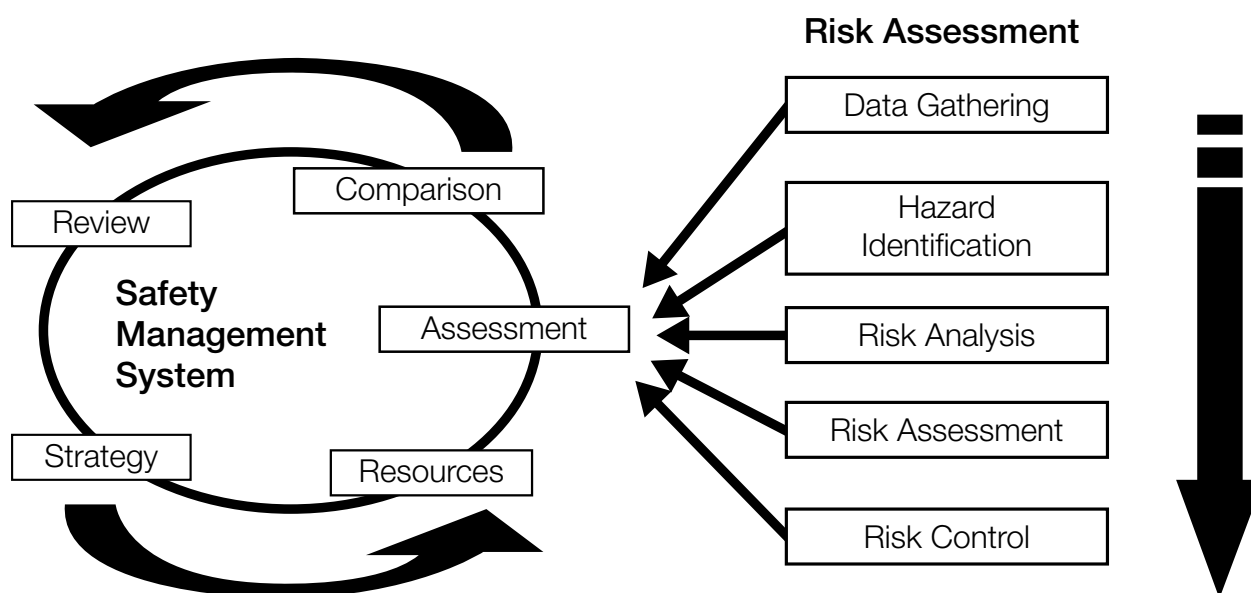 Risk Assessment
Data Gathering
Comparison
Hazard
Identification
Review
Safety
Management
System
Assessment
Risk Analysis
Risk Assessment
Strategy
Resources
Risk Control